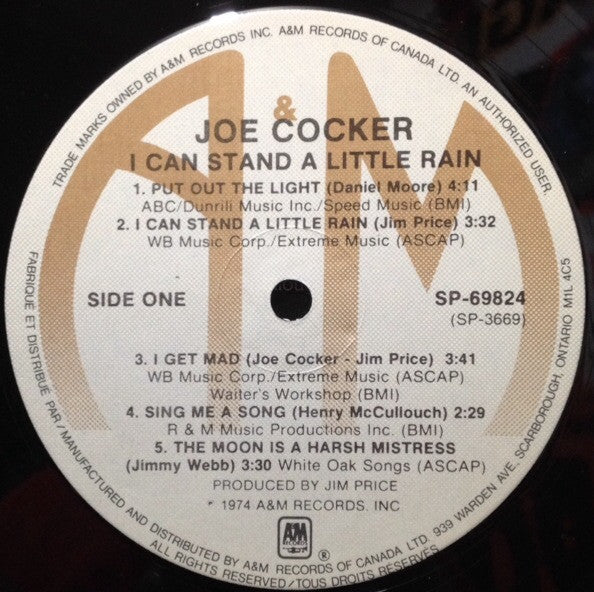 TRADE MARKS OWNED BY A&M RECORDS INC. A&M RECORDS OF CANADA LTD. AN AUTHORIZED USER.
A&M
JOE COCKER
I CAN STAND A LITTLE RAIN
1. PUT OUT THE LIGHT (Daniel Moore) 4:11
ABC/Dunrili Music Inc./Speed Music (BMI)
2. I CAN STAND A LITTLE RAIN (Jim Price) 3:32
WB Music Corp./Extreme Music (ASCAP)
SIDE ONE
SP-69824
(SP-3669)
3. I GET MAD (Joe Cocker - Jim Price) 3:41
WB Music Corp./Extreme Music (ASCAP)
Waiter's Workshop (BMI)
4. SING ME A SONG (Henry McCullouch) 2:29
R & M Music Productions Inc. (BMI)
5. THE MOON IS A HARSH MISTRESS
(Jimmy Webb) 3:30 White Oak Songs (ASCAP)
PRODUCED BY JIM PRICE
* 1974 A&M RECORDS. INC
A&M
RECORDS
®
FABRIQUÉ ET DISTRIBUÉ PAR/MANUFACTURED AND DISTRIBUTED BY A&M RECORDS OF CANADA LTD. 939 WARDEN AVE, SCARBOROUGH, ONTARIO M1L 4C5
ALL RIGHTS RESERVED/TOUS DROITS RESERVÉS